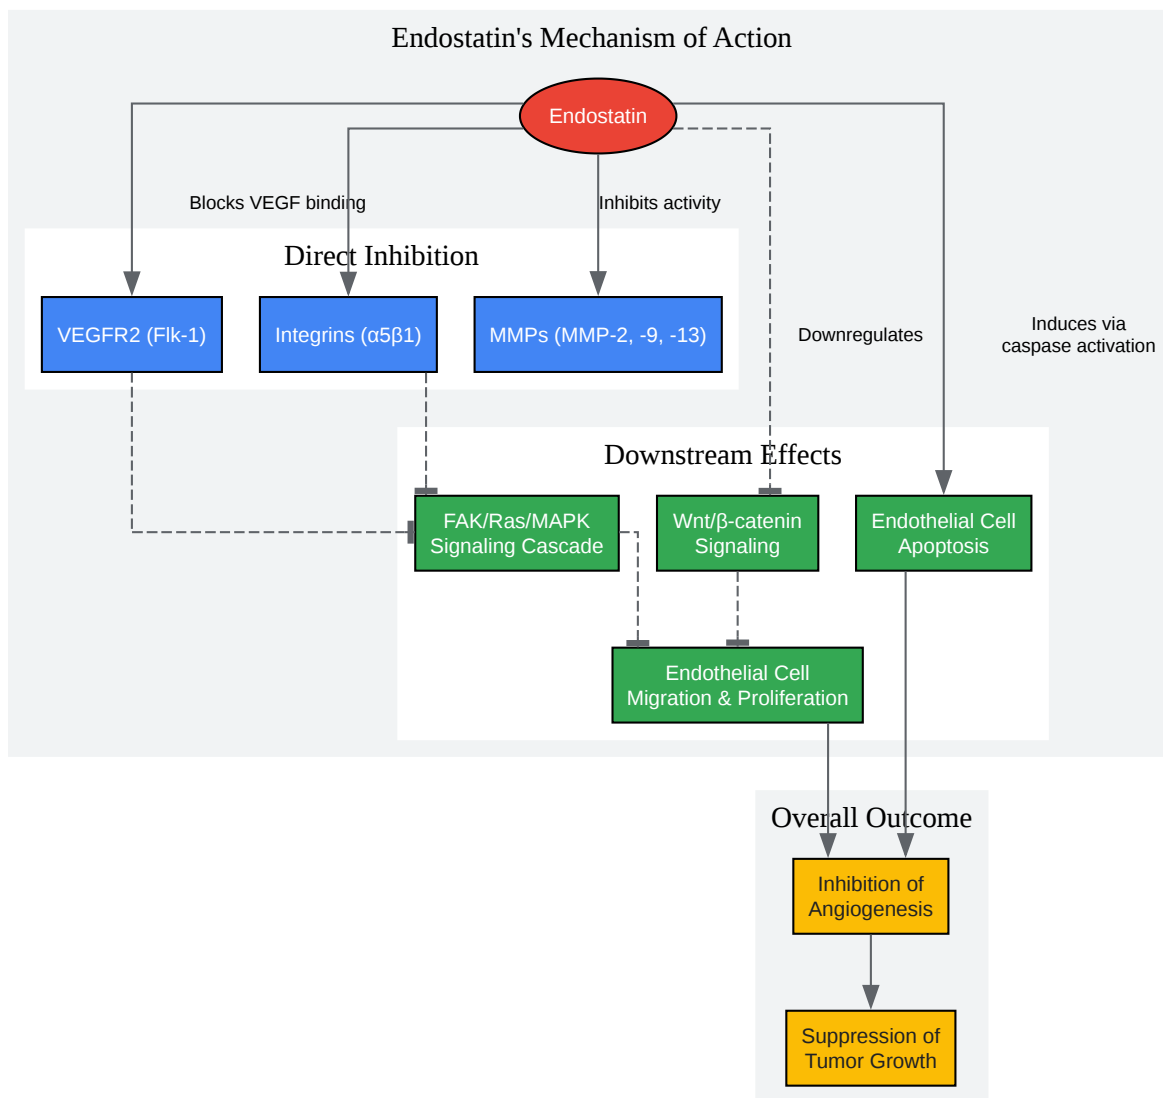 Endostatin's Mechanism of Action
Endostatin
Blocks VEGF binding
Inhibits activity
Direct Inhibition
VEGFR2 (Flk-1)
Integrins (α5β1)
MMPs (MMP-2, -9, -13)
Downregulates
Induces via
caspase activation
Downstream Effects
FAK/Ras/MAPK
Signaling Cascade
Wnt/β-catenin
Signaling
Endothelial Cell
Apoptosis
Endothelial Cell
Migration & Proliferation
Overall Outcome
Inhibition of
Angiogenesis
Suppression of
Tumor Growth